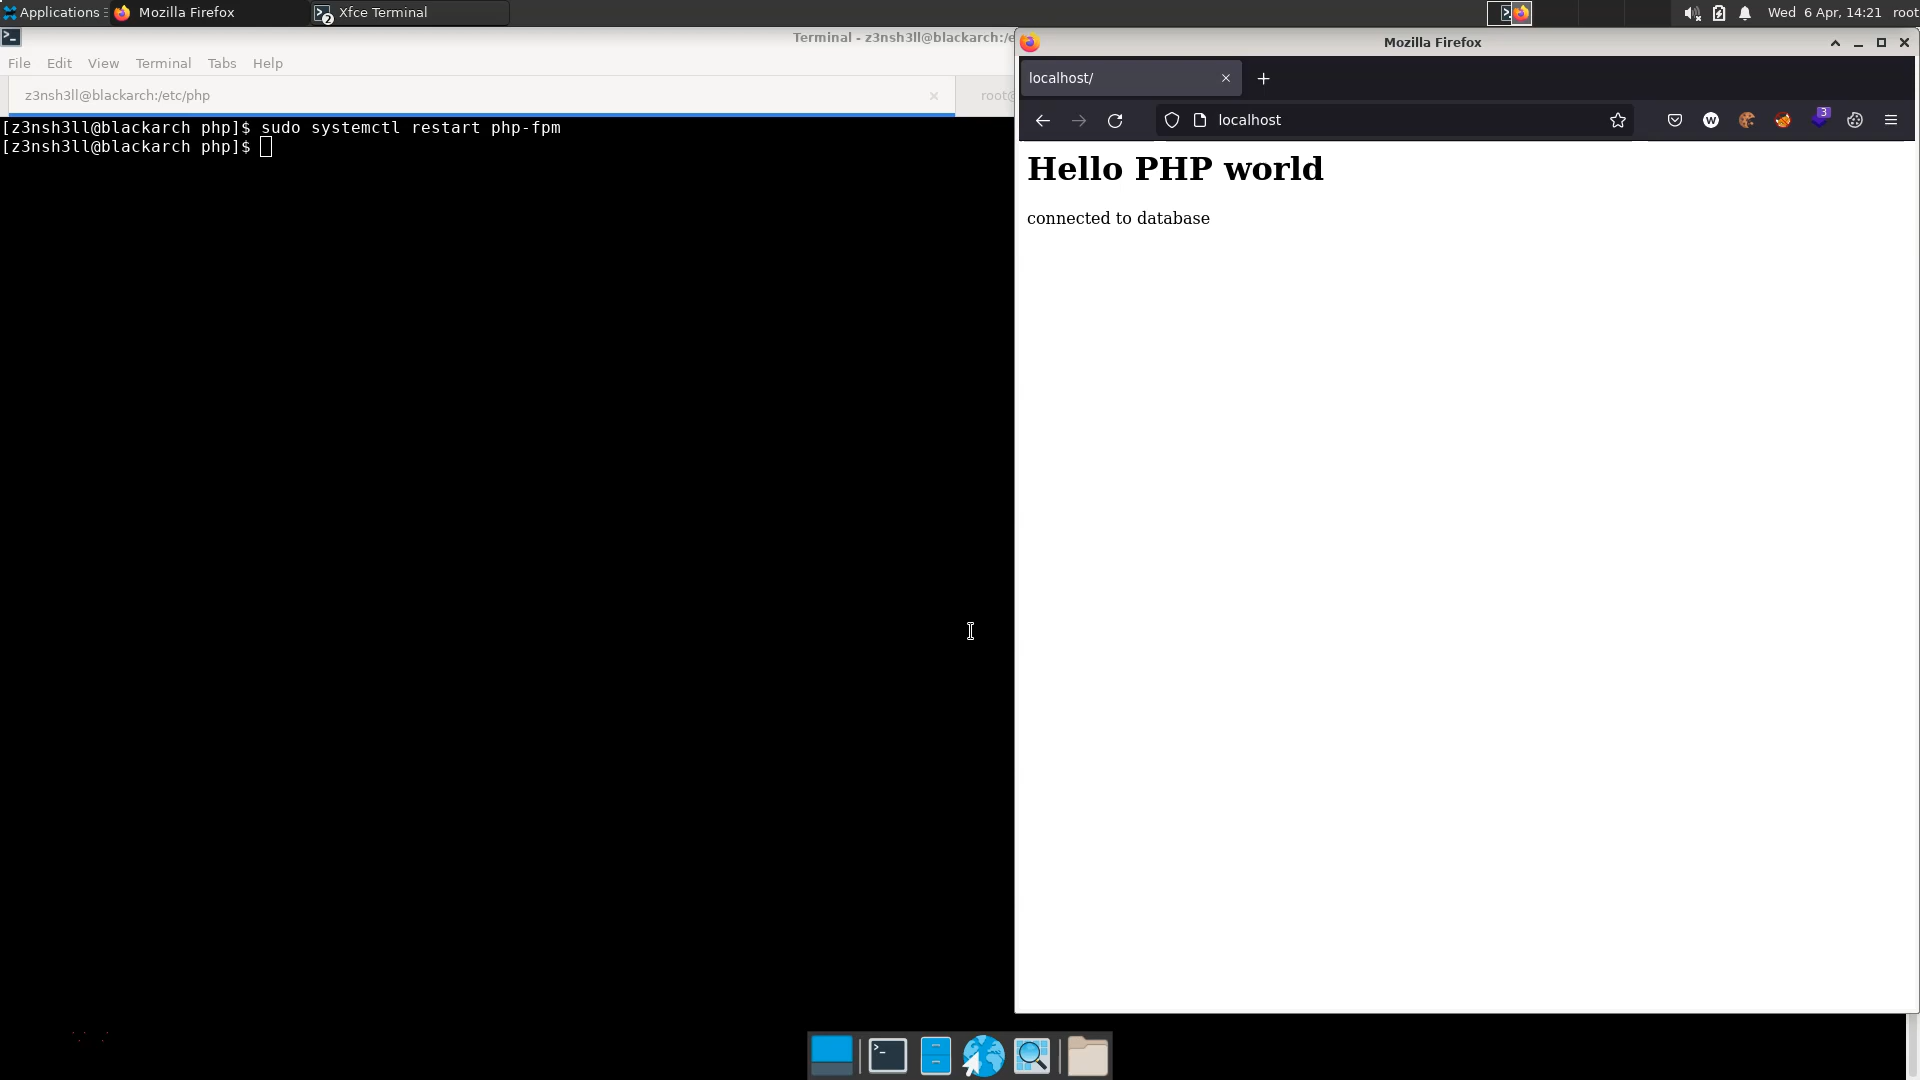 Applications
Mozilla Firefox
2
Xfce Terminal
Wed 6 Apr, 14:21
root
Terminal - z3nsh3ll@blackarch:/e
File Edit View Terminal Tabs Help
z3nsh3ll@blackarch:/etc/php
root@
[z3nsh3ll@blackarch php]$ sudo systemctl restart php-fpm
[z3nsh3ll@blackarch php]$
Mozilla Firefox
localhost/
localhost
W
3
Hello PHP world
connected to database